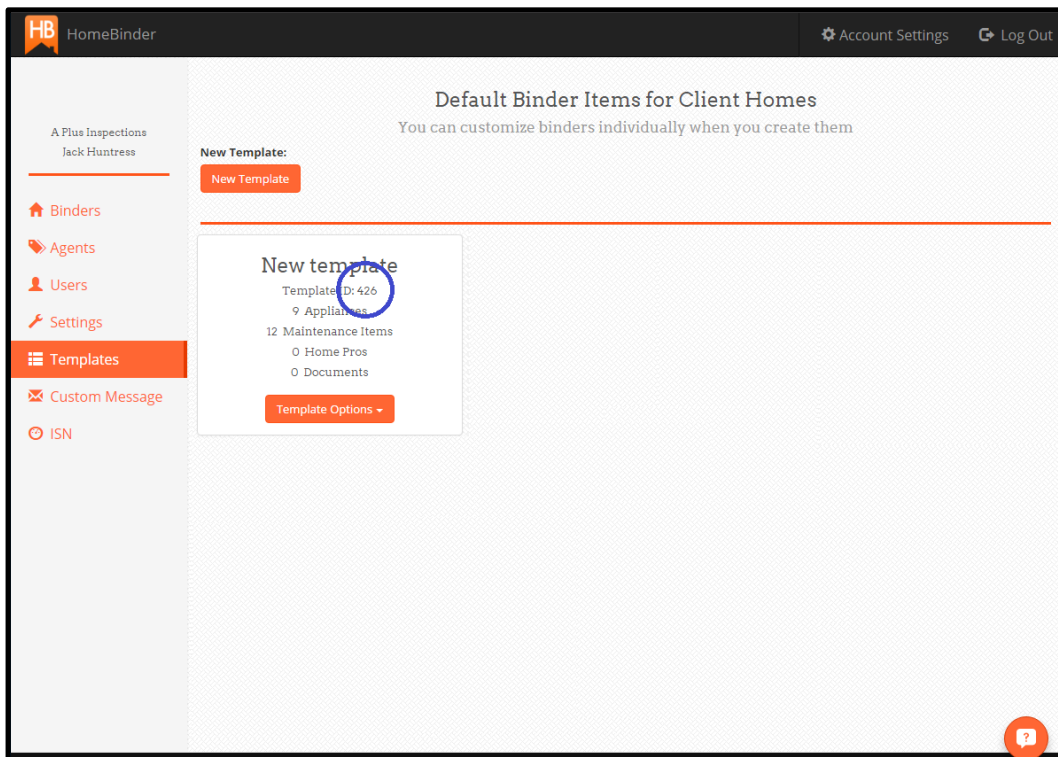 HB HomeBinder
Account Settings
Log Out
A Plus Inspections
Jack Huntress
Binders
Agents
Users
Settings
Templates
Custom Message
ISN
Default Binder Items for Client Homes
You can customize binders individually when you create them
New Template:
New Template
New template
Template ID: 426
9 Appliances
12 Maintenance Items
0 Home Pros
0 Documents
Template Options
?